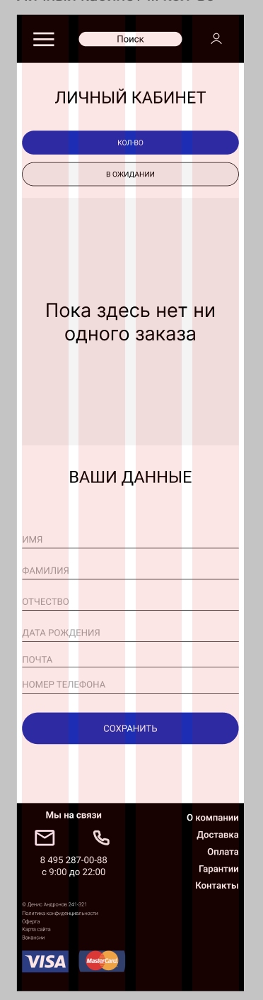 Поиск
ЛИЧНЫЙ КАБИНЕТ
КОЛ-ВО
В ОЖИДАНИИ
Пока здесь нет ни
одного заказа
ВАШИ ДАННЫЕ
ИМЯ
ФАМИЛИЯ
ОТЧЕСТВО
ДАТА РОЖДЕНИЯ
ПОЧТА
НОМЕР ТЕЛЕФОНА
СОХРАНИТЬ
Мы на связи
8 495 287-00-88
с 9:00 до 22:00
О компании
Доставка
Оплата
Гарантии
Контакты
© Денис Андронов 241-321
Политика конфиденциальности
Оферта
Карта сайта
Вакансии
VISA
MasterCard